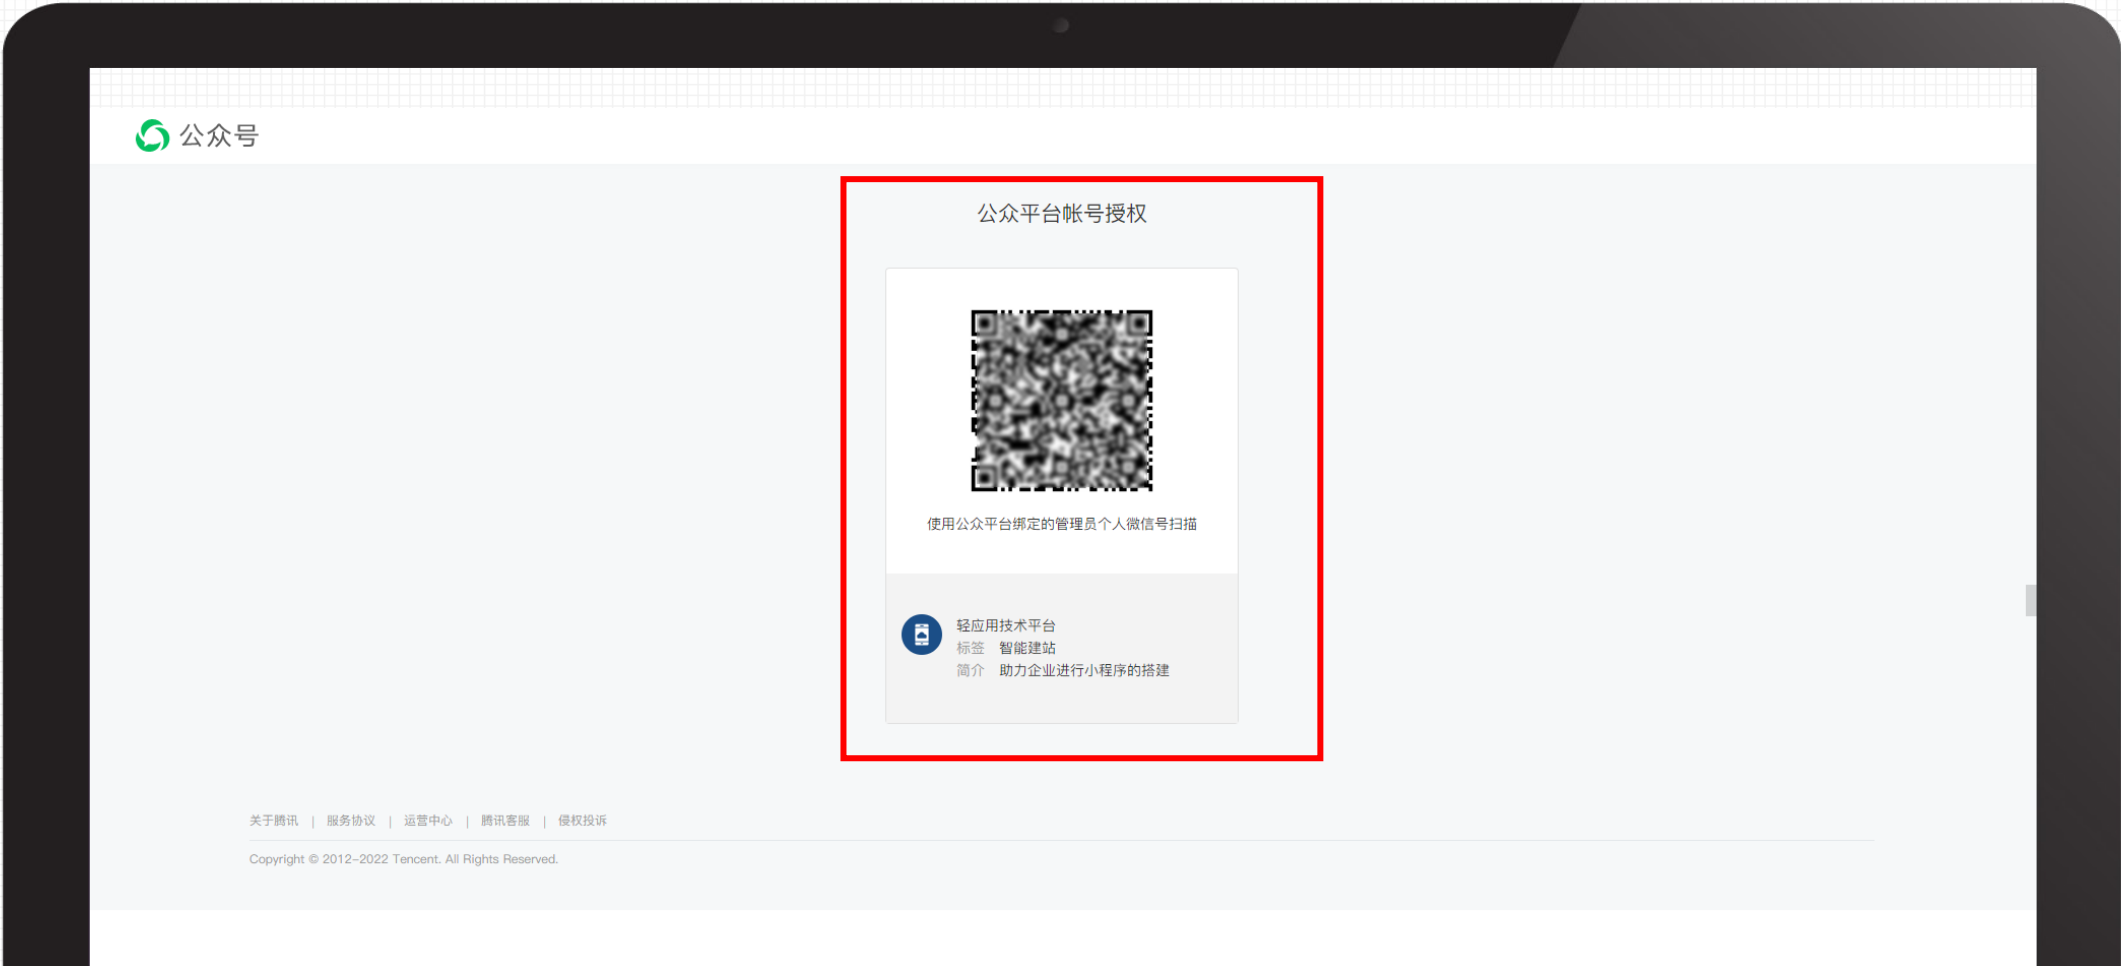 公众号
公众平台帐号授权
使用公众平台绑定的管理员个人微信号扫描
轻应用技术平台
标签 智能建站
简介 助力企业进行小程序的搭建
关于腾讯 | 服务协议 | 运营中心 | 腾讯客服 | 侵权投诉
Copyright © 2012-2022 Tencent. All Rights Reserved.